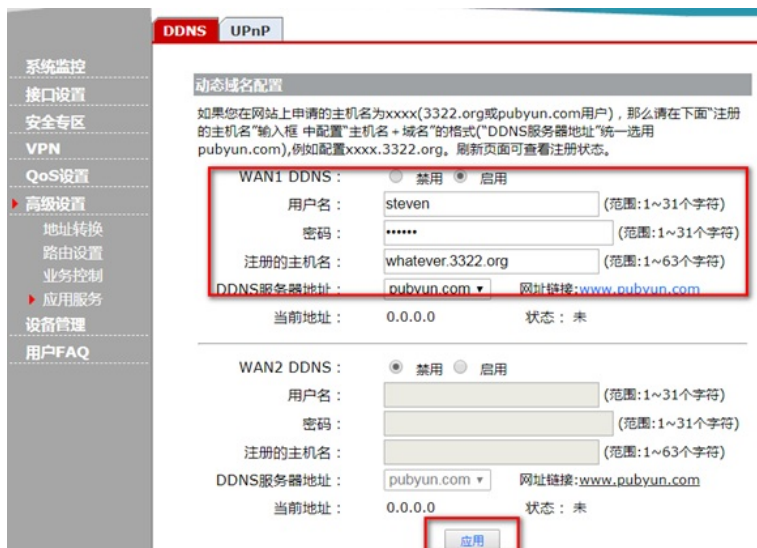 DDNS UPnP
系统监控
接口设置
安全专区
VPN
QoS设置
高级设置
地址转换
路由设置
业务控制
应用服务
设备管理
用户FAQ
动态域名配置
如果您在网站上申请的主机名为xxxx(3322.org或pubyun.com用户)，那么请在下面"注册
的主机名"输入框 中配置"主机名+域名"的格式("DDNS服务器地址"统一选用
pubyun.com),例如配置xxxx.3322.org。刷新页面可查看注册状态。
WAN1 DDNS： 禁用 启用
用户名： steven (范围:1~31个字符)
密码： •••••• (范围:1~31个字符)
注册的主机名： whatever.3322.org (范围:1~63个字符)
DDNS服务器地址： pubyun.com 网址链接:www.pubyun.com
当前地址： 0.0.0.0 状态：未
WAN2 DDNS： 禁用 启用
用户名： (范围:1~31个字符)
密码： (范围:1~31个字符)
注册的主机名： (范围:1~63个字符)
DDNS服务器地址： pubyun.com 网址链接:www.pubyun.com
当前地址： 0.0.0.0 状态：未
应用